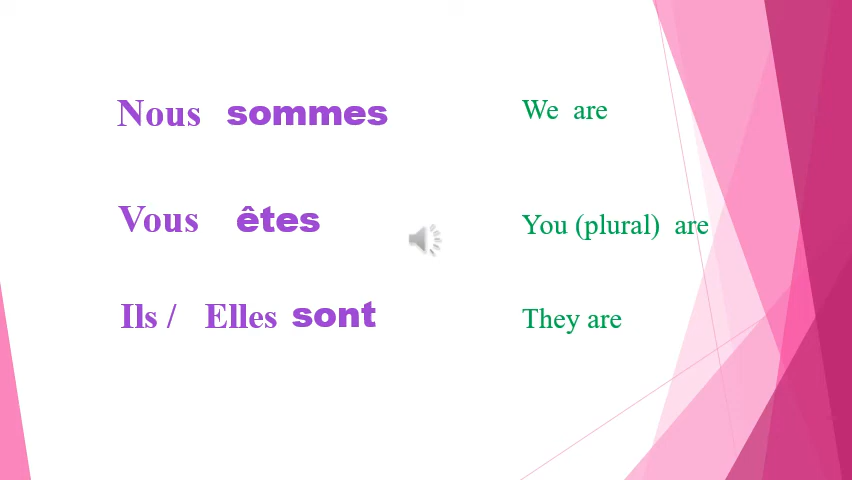 Nous sommes We are
Vous êtes You (plural) are
Ils / Elles sont They are